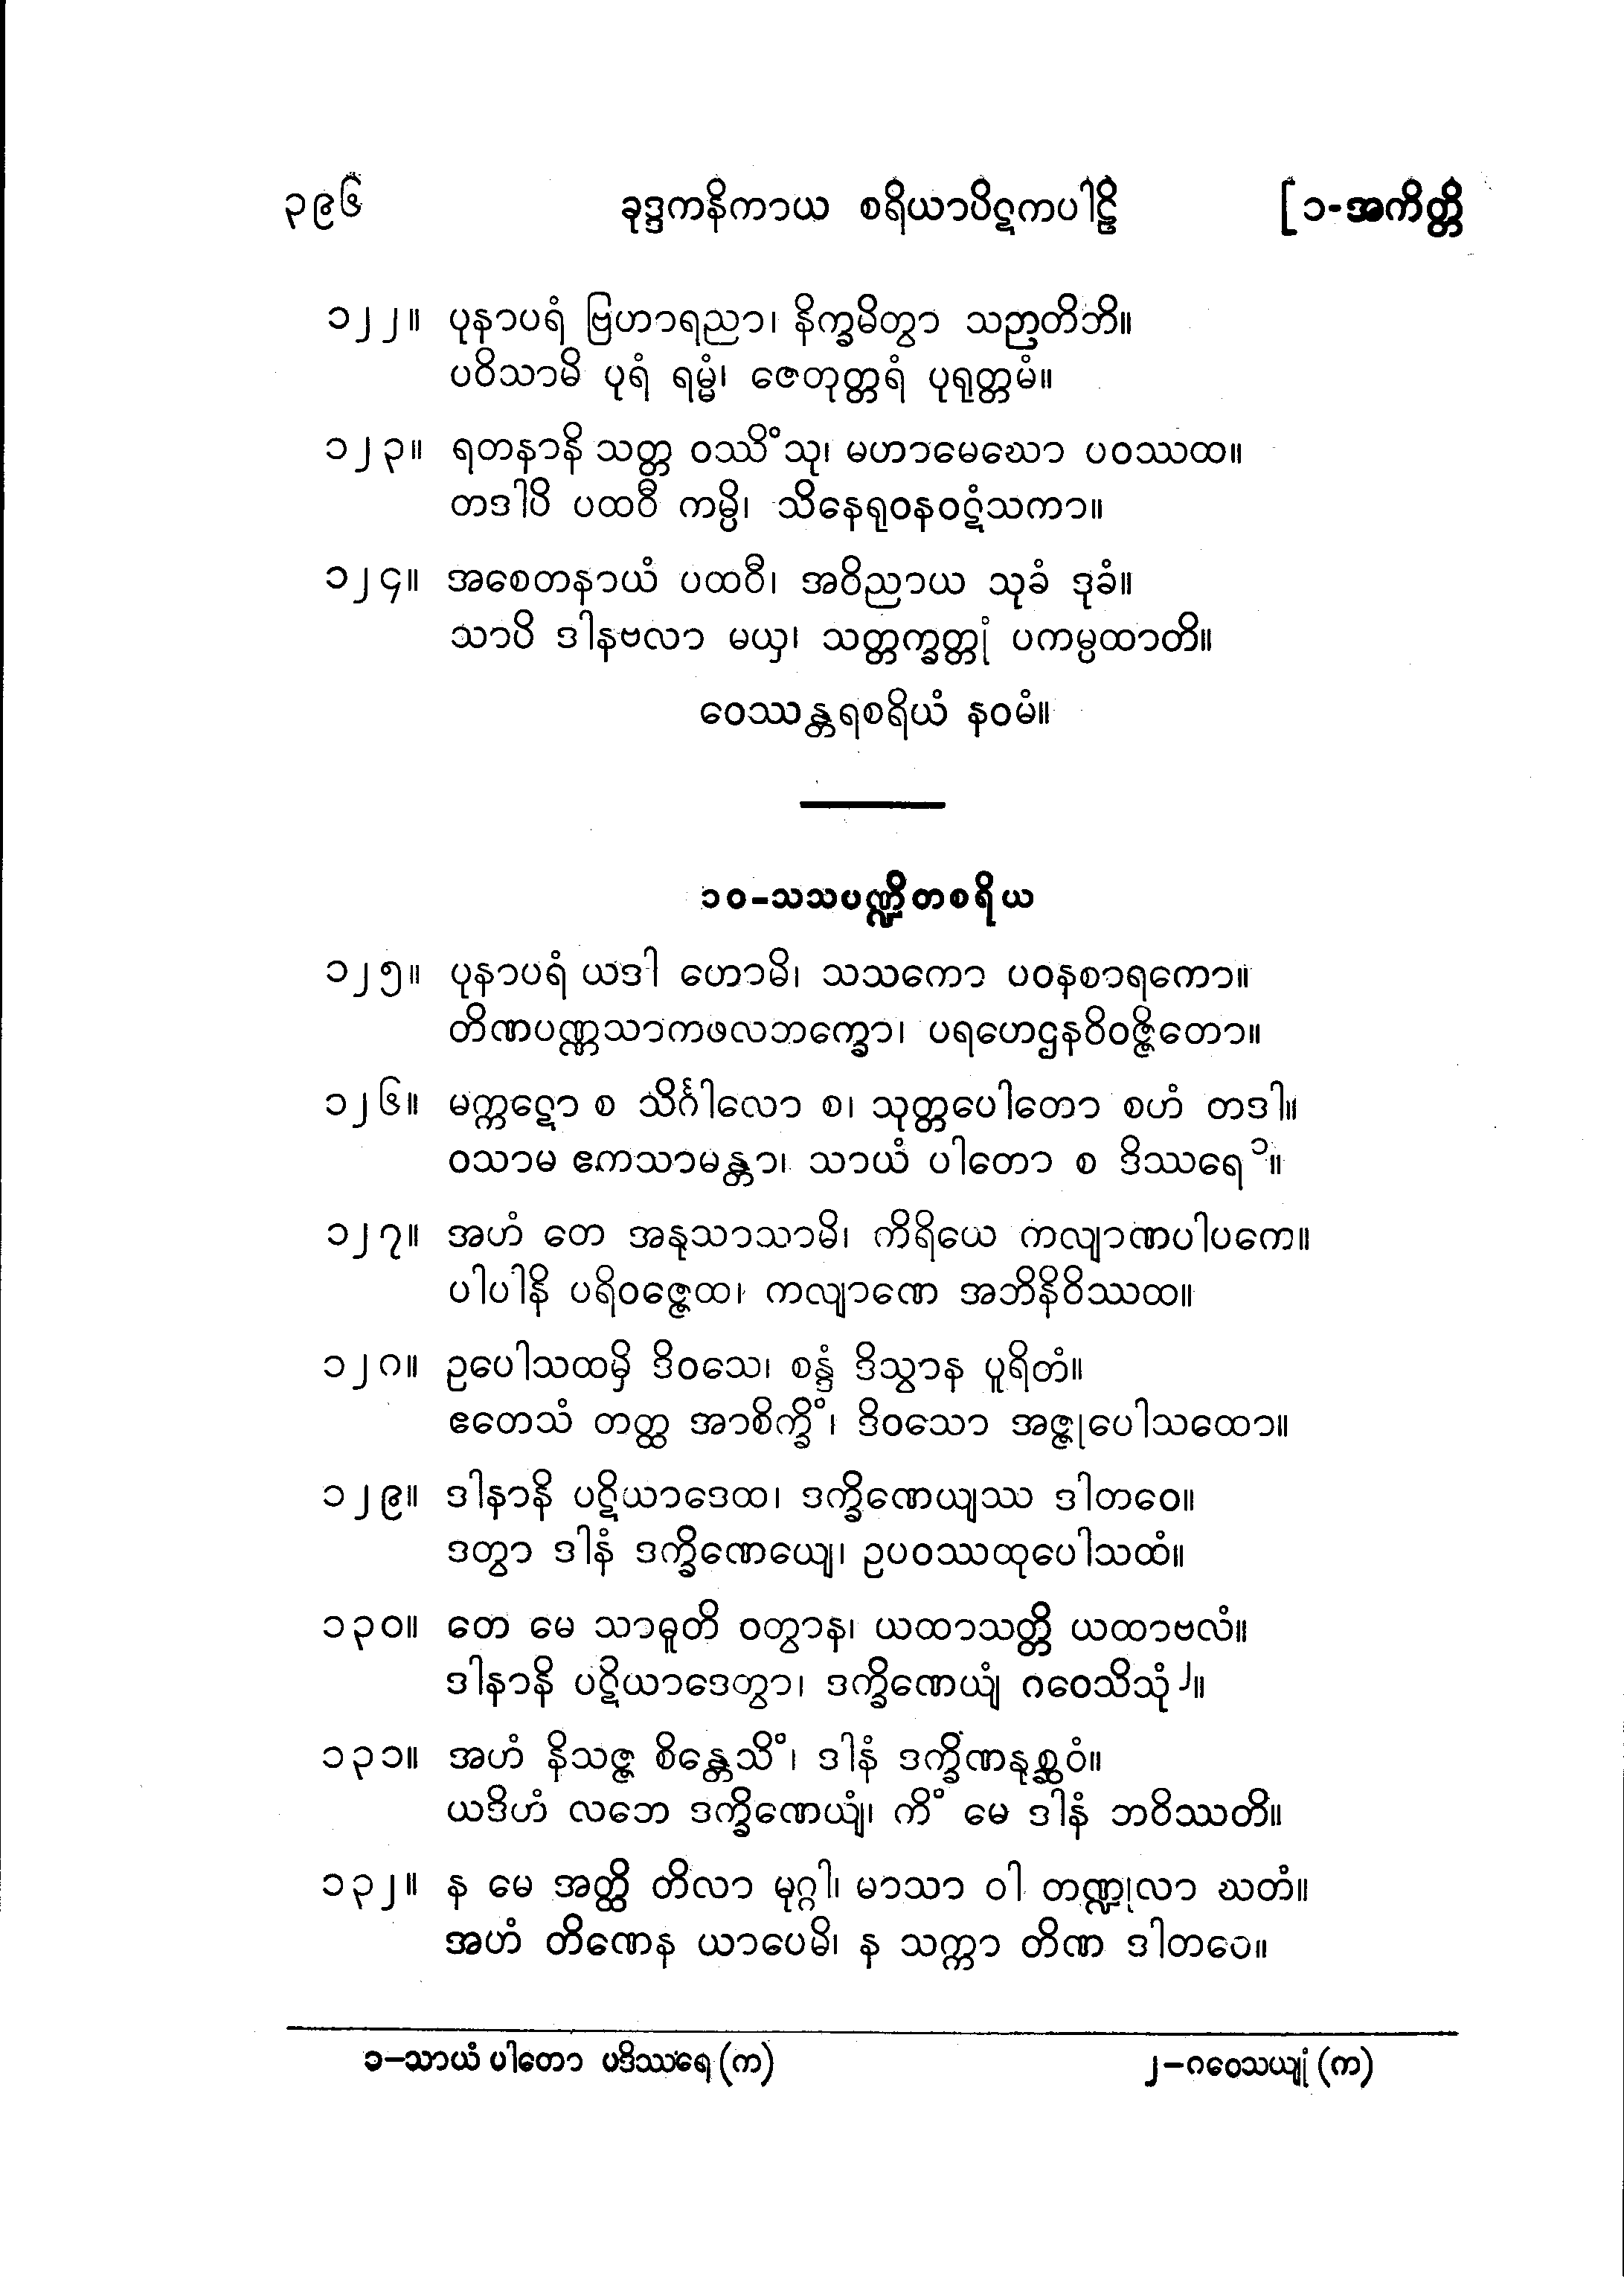 ၃၉၆ ခုဒ္ဒကနိကာယ စရိယာပိဋကပါဠိ [၁-အကိတ္တိ
၁၂၂။ ပုနာပရံ ဗြဟာရညာ၊ နိက္ခမိတွာ သဉာတိဘိ။
ပဝိသာမိ ပုရံ ရမ္မံ၊ ဇေတုတ္တရံ ပုရုတ္တမံ။
၁၂၃။ ရတနာနိ သတ္တ ဝဿိံသု၊ မဟာမေဃော ပဝဿထ။
တဒါပိ ပထဝီ ကမ္ပိ၊ သိနေရုဝနဝဋံသကာ။
၁၂၄။ အစေတနာယံ ပထဝီ၊ အဝိညာယ သုခံ ဒုခံ။
သာပိ ဒါနဗလာ မယှ၊ သတ္တက္ခတ္တုံ ပကမ္ပထာတိ။
ဝေဿန္တရစရိယံ နဝမံ။
၁၀-သသပဏ္ဍိတစရိယ
၁၂၅။ ပုနာပရံ ယဒါ ဟောမိ၊ သသကော ပဝနစာရကော။
တိဏပဏ္ဏသာကဖလဘက္ခော၊ ပရဟေဌနဝိဝဇ္ဇိတော။
၁၂၆။ မက္ကဋော စ သိင်္ဂါလော စ၊ သုတ္တပေါတော စဟံ တဒါ။
ဝသာမ ဧကသာမန္တာ၊ သာယံ ပါတော စ ဒိဿရေ ၁။
၁၂၇။ အဟံ တေ အနုသာသာမိ၊ ကိရိယေ ကလျာဏပါပကေ။
ပါပါနိ ပရိဝဇ္ဇေထ၊ ကလျာဏေ အဘိနိဝိဿထ။
၁၂၈။ ဥပေါသထမှိ ဒိဝသေ၊ စန္ဒံ ဒိသွာန ပူရိတံ။
ဧတေသံ တတ္ထ အာစိက္ခိံ၊ ဒိဝသော အဇ္ဇုပေါသထော။
၁၂၉။ ဒါနာနိ ပဋိယာဒေထ၊ ဒက္ခိဏေယျဿ ဒါတဝေ။
ဒတွာ ဒါနံ ဒက္ခိဏေယျေ၊ ဥပဝဿထုပေါသထံ။
၁၃၀။ တေ မေ သာဓူတိ ဝတွာန၊ ယထာသတ္တိ ယထာဗလံ။
ဒါနာနိ ပဋိယာဒေတွာ၊ ဒက္ခိဏေယျံ ဂဝေသိသုံ ၂။
၁၃၁။ အဟံ နိသဇ္ဇ စိန္တေသိံ၊ ဒါနံ ဒက္ခိဏနုစ္ဆဝံ။
ယဒိဟံ လဘေ ဒက္ခိဏေယျံ၊ ကိံ မေ ဒါနံ ဘဝိဿတိ။
၁၃၂။ န မေ အတ္ထိ တိလာ မုဂ္ဂါ၊ မာသာ ဝါ တဏ္ဍုလာ ဃတံ။
အဟံ တိဏေန ယာပေမိ၊ န သက္ကာ တိဏ ဒါတဝေ။
၁-သာယံ ပါတော ပဒိဿရေ (က) ၂-ဂဝေသယျုံ (က)